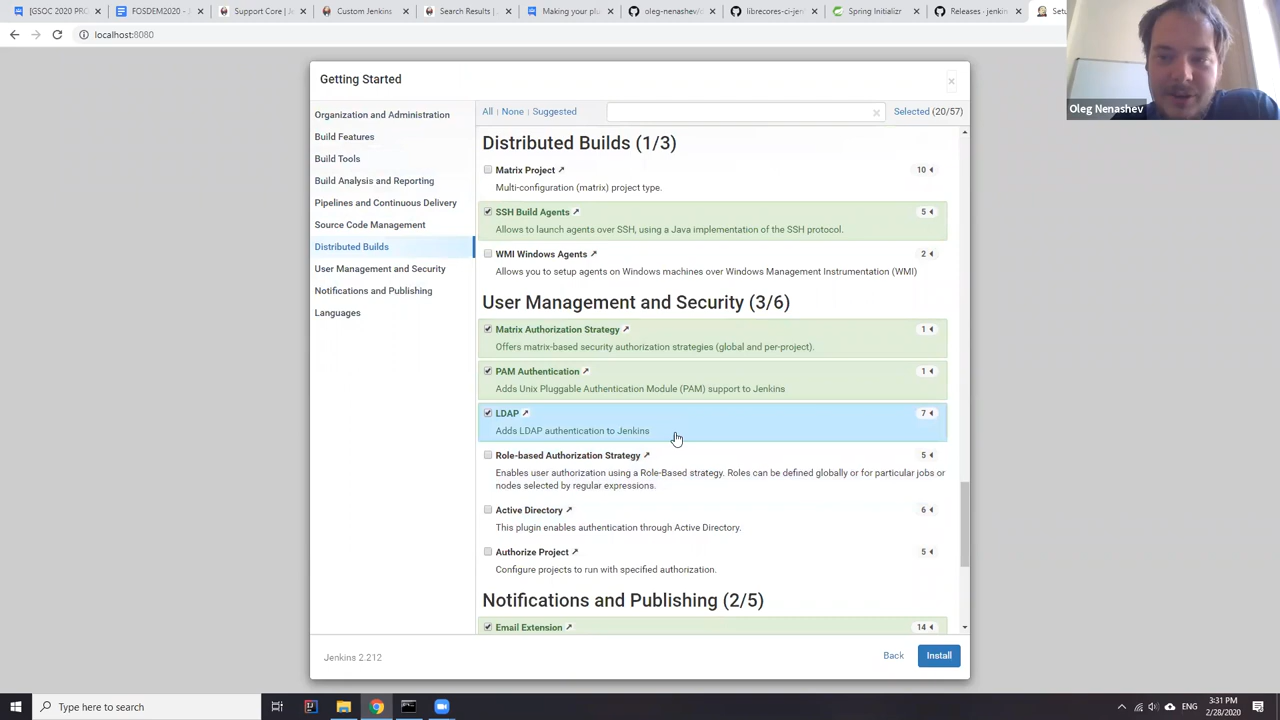 [GSOC 2020 PRO
FOSDEM2020 - J
Support Core | J
Custom Jenkins
Search Results |
Making your plu
oleg-nenashev/
librecores-ci-jen
Spring Initializr
Releases · jenkin
Setu
localhost:8080
Oleg Nenashev
Getting Started
×
Organization and Administration
Build Features
Build Tools
Build Analysis and Reporting
Pipelines and Continuous Delivery
Source Code Management
Distributed Builds
User Management and Security
Notifications and Publishing
Languages
All | None | Suggested
Selected (20/57)
Distributed Builds (1/3)
Matrix Project
10
Multi-configuration (matrix) project type.
SSH Build Agents
5
Allows to launch agents over SSH, using a Java implementation of the SSH protocol.
WMI Windows Agents
2
Allows you to setup agents on Windows machines over Windows Management Instrumentation (WMI)
User Management and Security (3/6)
Matrix Authorization Strategy
1
Offers matrix-based security authorization strategies (global and per-project).
PAM Authentication
1
Adds Unix Pluggable Authentication Module (PAM) support to Jenkins
LDAP
7
Adds LDAP authentication to Jenkins
Role-based Authorization Strategy
5
Enables user authorization using a Role-Based strategy. Roles can be defined globally or for particular jobs or
nodes selected by regular expressions.
Active Directory
6
This plugin enables authentication through Active Directory.
Authorize Project
5
Configure projects to run with specified authorization.
Notifications and Publishing (2/5)
Email Extension
14
Jenkins 2.212
Back
Install
Type here to search
ENG
3:31 PM
2/28/2020